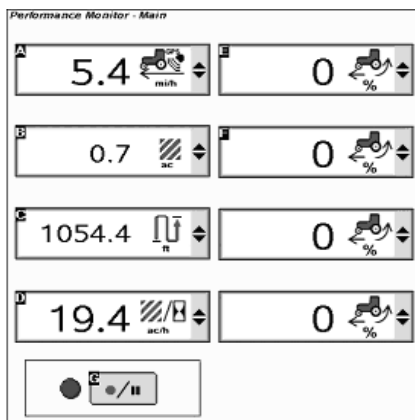 Performance Monitor - Main
A 5.4 GPS mi/h
E 0 %
B 0.7 ac
F 0 %
C 1054.4 ft
0 %
D 19.4 ac/h
0 %
G